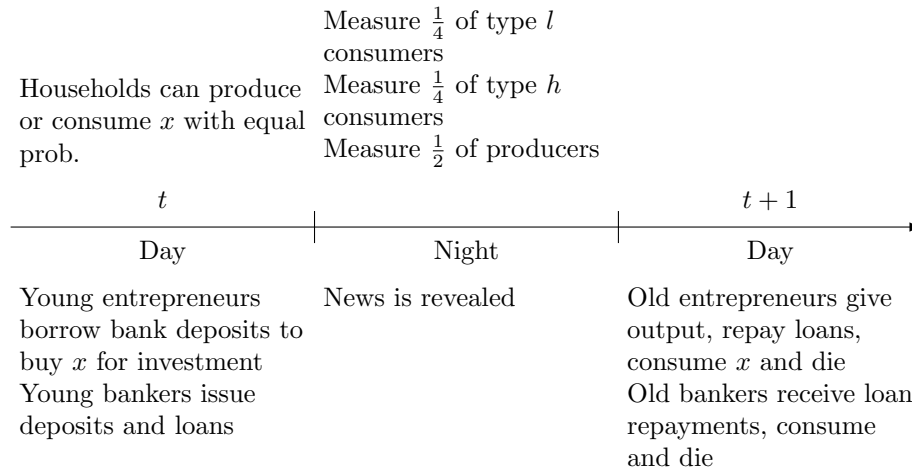 Measure 1/4 of type l
consumers
Measure 1/4 of type h
consumers
Measure 1/2 of producers
Households can produce
or consume x with equal
prob.
t
t + 1
Day
Night
Day
Young entrepreneurs
borrow bank deposits to
buy x for investment
Young bankers issue
deposits and loans
News is revealed
Old entrepreneurs give
output, repay loans,
consume x and die
Old bankers receive loan
repayments, consume
and die